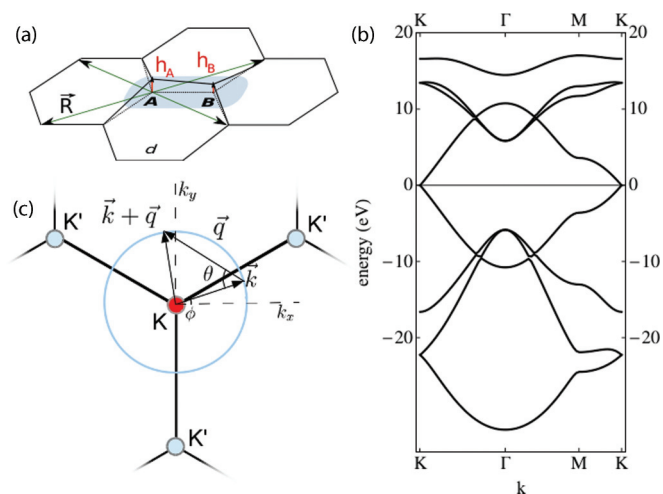 (a)
h_A
h_B
R⃗
A
B
d
(b)
K Γ M K
20 20
10 10
0 0
-10 -10
-20 -20
energy (eV)
K Γ M K
k
(c)
k_y
k⃗ + q⃗
q⃗
K'
K'
θ
k⃗
K
ϕ
k_x
K'